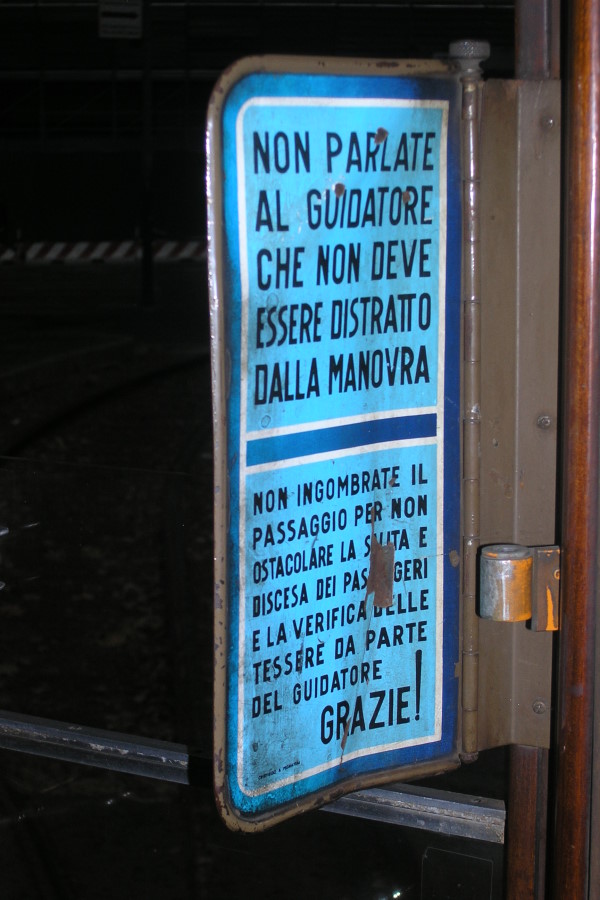 NON PARLATE
AL GUIDATORE
CHE NON DEVE
ESSERE DISTRATTO
DALLA MANOVRA
NON INGOMBRATE IL
PASSAGGIO PER NON
OSTACOLARE LA SALITA E
DISCESA DEI PASSEGGERI
E LA VERIFICA DELLE
TESSERE DA PARTE
DEL GUIDATORE
GRAZIE!